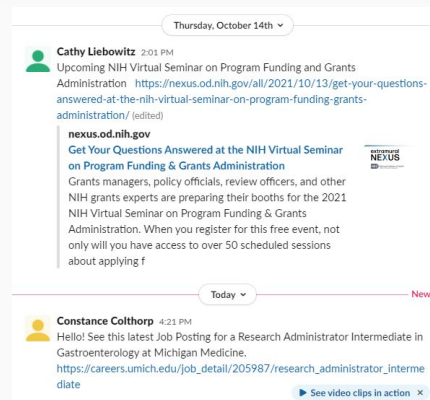 Thursday, October 14th
Cathy Liebowitz 2:01 PM
Upcoming NIH Virtual Seminar on Program Funding and Grants
Administration https://nexus.od.nih.gov/all/2021/10/13/get-your-questions-
answered-at-the-nih-virtual-seminar-on-program-funding-grants-
administration/ (edited)
nexus.od.nih.gov
Get Your Questions Answered at the NIH Virtual Seminar
on Program Funding & Grants Administration
extramural
NEXUS
Grants managers, policy officials, review officers, and other
NIH grants experts are preparing their booths for the 2021
NIH Virtual Seminar on Program Funding & Grants
Administration. When you register for this free event, not
only will you have access to over 50 scheduled sessions
about applying f
Today
New
Constance Colthorp 4:21 PM
Hello! See this latest Job Posting for a Research Administrator Intermediate in
Gastroenterology at Michigan Medicine.
https://careers.umich.edu/job_detail/205987/research_administrator_interme
diate
See video clips in action ×